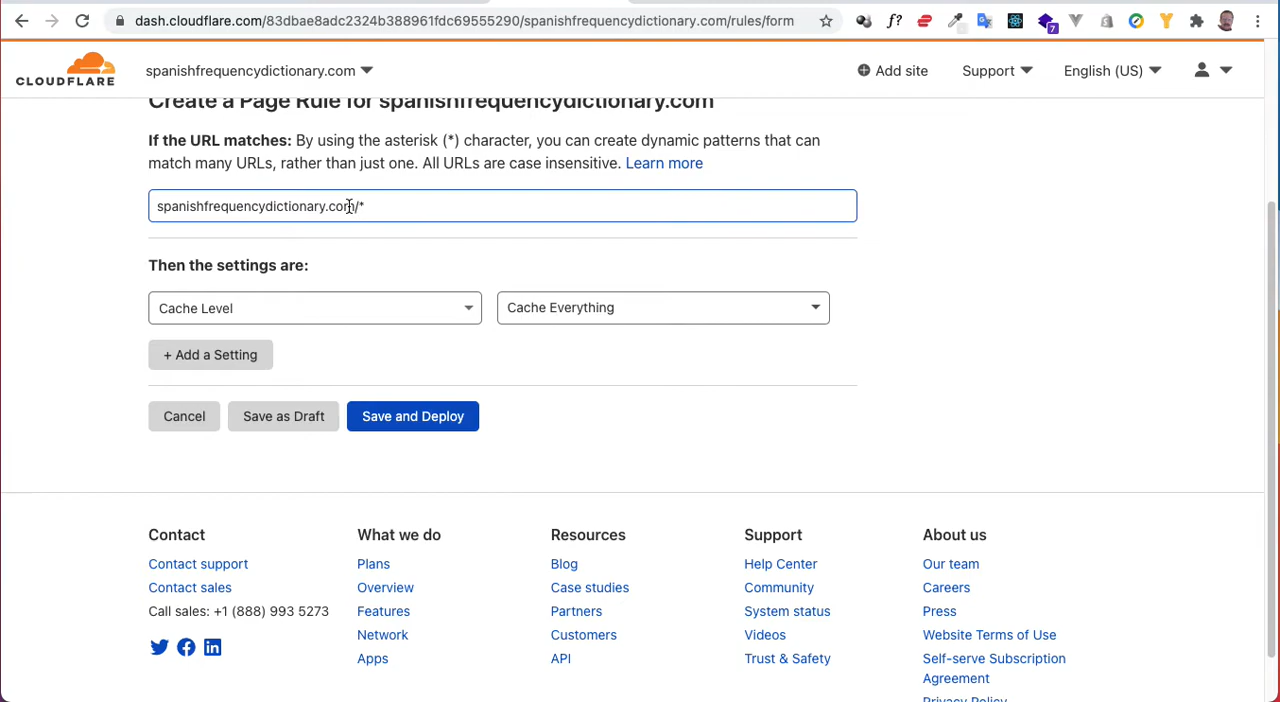 dash.cloudflare.com/83dbae8adc2324b388961fdc69555290/spanishfrequencydictionary.com/rules/form
f?
7
CLOUDFLARE
spanishfrequencydictionary.com
Add site
Support
English (US)
Create a Page Rule for spanishfrequencydictionary.com
If the URL matches: By using the asterisk (*) character, you can create dynamic patterns that can
match many URLs, rather than just one. All URLs are case insensitive. Learn more
spanishfrequencydictionary.com/*
Then the settings are:
Cache Level
Cache Everything
+ Add a Setting
Cancel
Save as Draft
Save and Deploy
Contact
Contact support
Contact sales
Call sales: +1 (888) 993 5273
What we do
Plans
Overview
Features
Network
Apps
Resources
Blog
Case studies
Partners
Customers
API
Support
Help Center
Community
System status
Videos
Trust & Safety
About us
Our team
Careers
Press
Website Terms of Use
Self-serve Subscription
Agreement
Privacy Policy